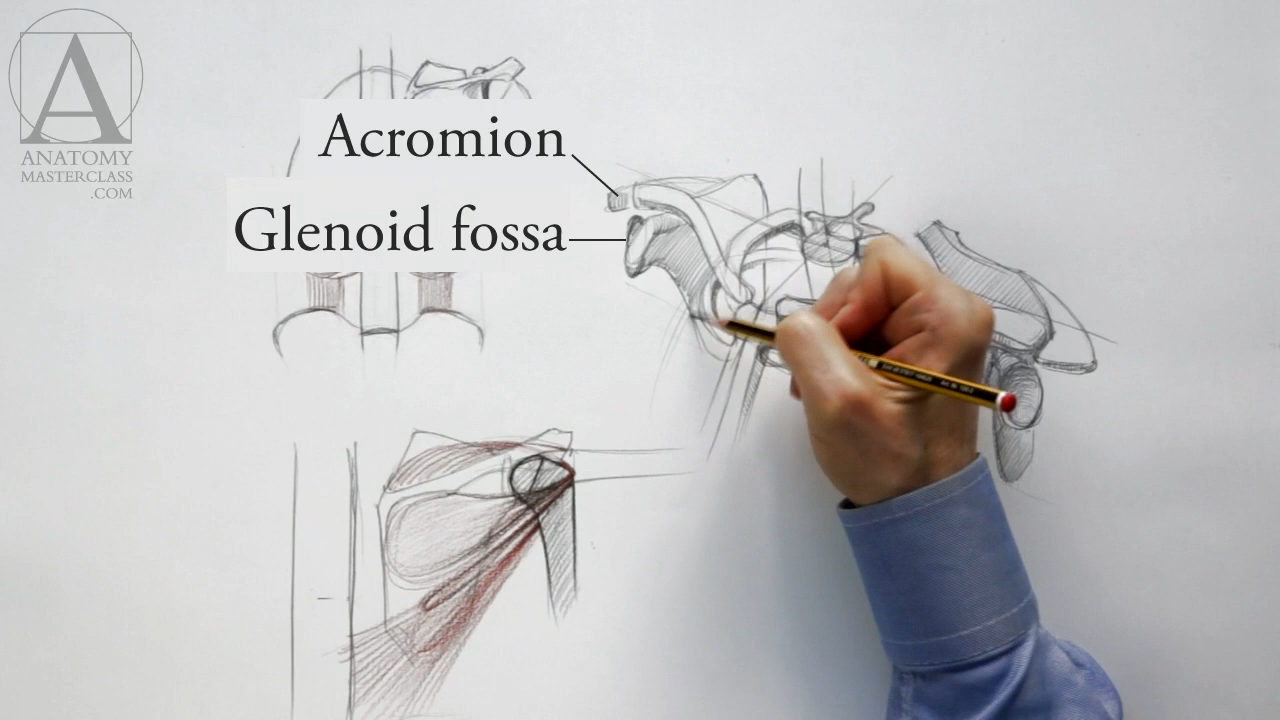 A
ANATOMY
MASTERCLASS
.COM
Acromion
Glenoid fossa